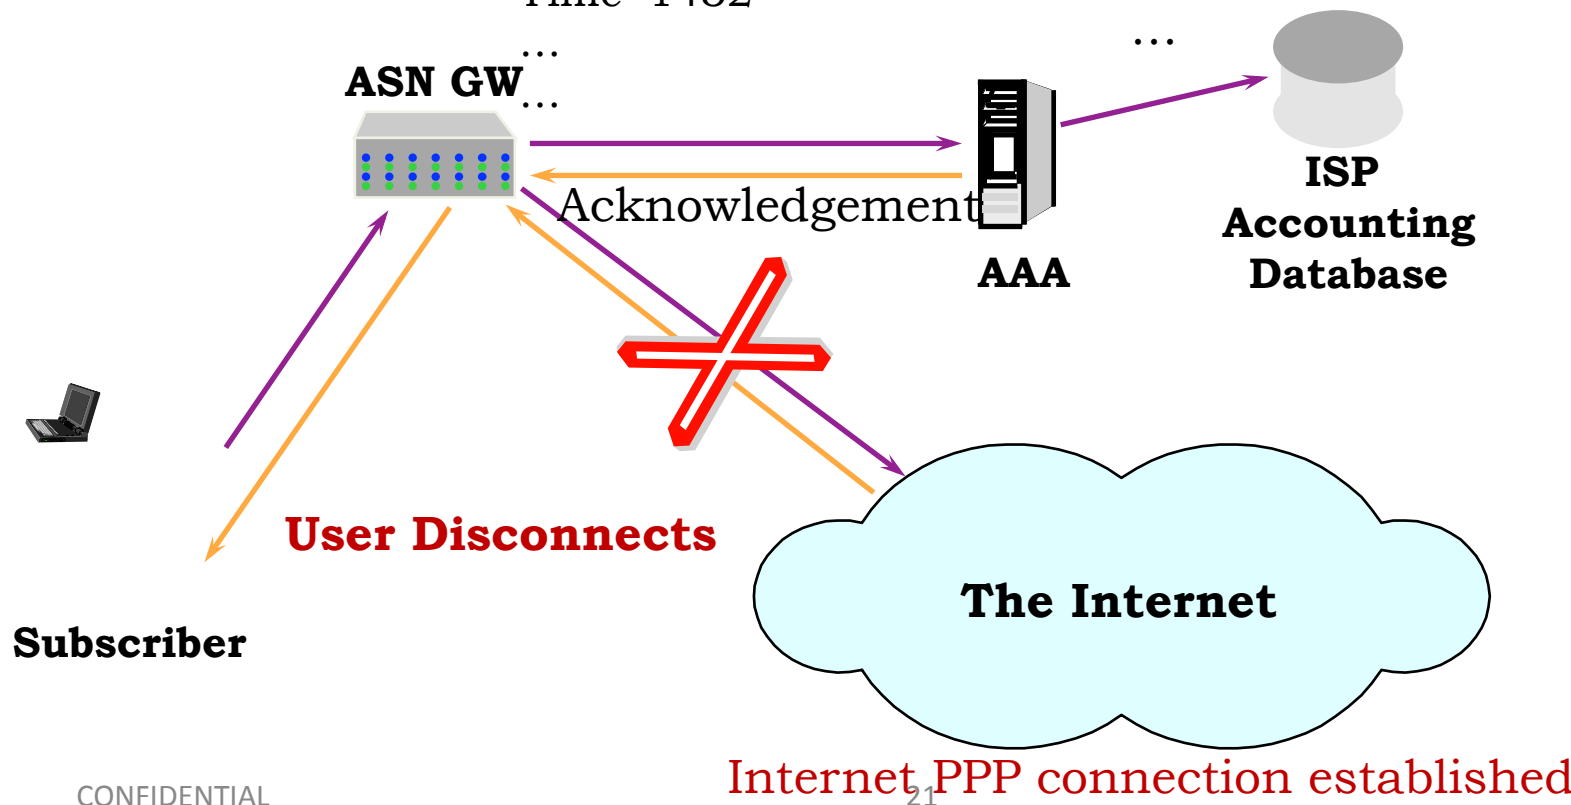 …
…
ASN GW
…
Acknowledgement
AAA
ISP
Accounting
Database
User Disconnects
The Internet
Subscriber
Internet PPP connection established
CONFIDENTIAL
21